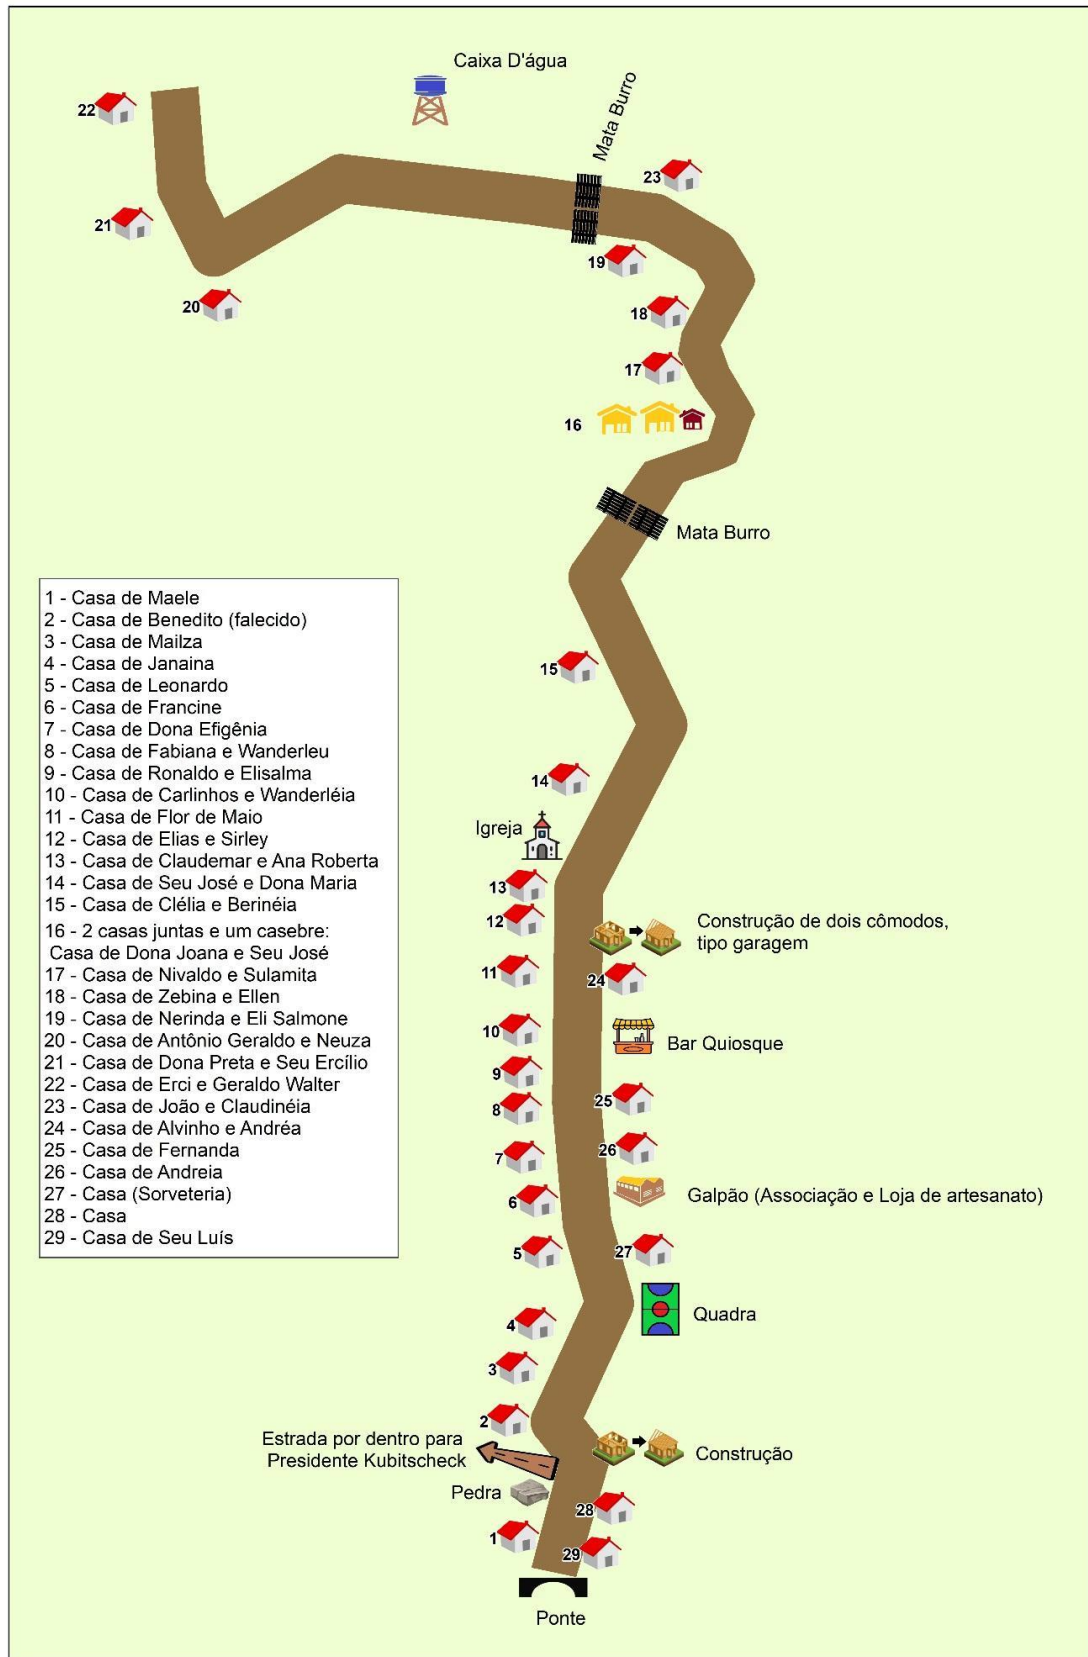 Caixa D'água
Mata Burro
22
23
21
19
20
18
17
16
Mata Burro
1 - Casa de Maele
2 - Casa de Benedito (falecido)
3 - Casa de Mailza
4 - Casa de Janaina
5 - Casa de Leonardo
6 - Casa de Francine
7 - Casa de Dona Efigênia
8 - Casa de Fabiana e Wanderleu
9 - Casa de Ronaldo e Elisalma
10 - Casa de Carlinhos e Wanderléia
11 - Casa de Flor de Maio
12 - Casa de Elias e Sirley
13 - Casa de Claudemar e Ana Roberta
14 - Casa de Seu José e Dona Maria
15 - Casa de Clélia e Berinéia
16 - 2 casas juntas e um casebre:
Casa de Dona Joana e Seu José
17 - Casa de Nivaldo e Sulamita
18 - Casa de Zebina e Ellen
19 - Casa de Nerinda e Eli Salmone
20 - Casa de Antônio Geraldo e Neuza
21 - Casa de Dona Preta e Seu Ercílio
22 - Casa de Erci e Geraldo Walter
23 - Casa de João e Claudinéia
24 - Casa de Alvinho e Andréa
25 - Casa de Fernanda
26 - Casa de Andreia
27 - Casa (Sorveteria)
28 - Casa
29 - Casa de Seu Luís
15
14
Igreja
13
12
Construção de dois cômodos,
tipo garagem
11
24
10
Bar Quiosque
9
25
8
26
7
6
Galpão (Associação e Loja de artesanato)
5
27
4
Quadra
3
2
Estrada por dentro para
Presidente Kubitscheck
Construção
Pedra
28
1
29
Ponte